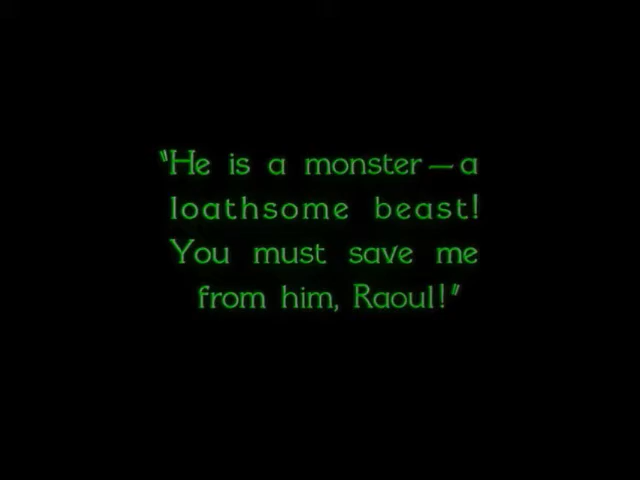 "He is a monster—a
loathsome beast!
You must save me
from him, Raoul!"